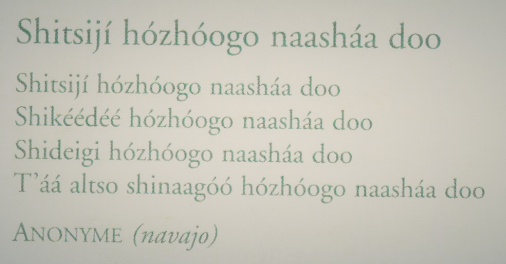 Shitsijí hózhóogo naasháa doo
Shitsijí hózhóogo naasháa doo
Shikéédéé hózhóogo naasháa doo
Shideigi hózhóogo naasháa doo
T'áá altso shinaagóó hózhóogo naasháa doo
ANONYME (navajo)